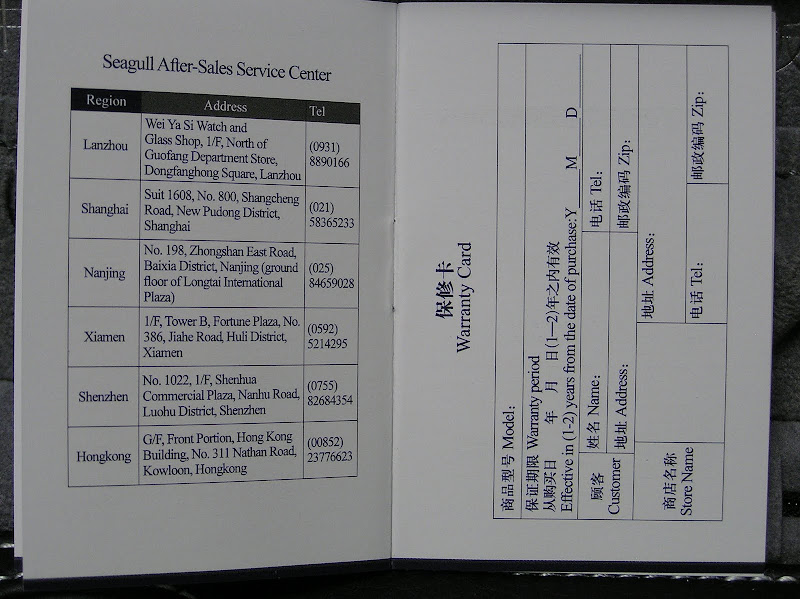 Seagull After-Sales Service Center
Region Address Tel
Lanzhou
Wei Ya Si Watch and
Glass Shop, 1/F, North of
Guofang Department Store,
Dongfanghong Square, Lanzhou
(0931)
8890166
Shanghai
Suit 1608, No. 800, Shangcheng
Road, New Pudong District,
Shanghai
(021)
58365233
Nanjing
No. 198, Zhongshan East Road,
Baixia District, Nanjing (ground
floor of Longtai International
Plaza)
(025)
84659028
Xiamen
1/F, Tower B, Fortune Plaza, No.
386, Jiahe Road, Huli District,
Xiamen
(0592)
5214295
Shenzhen
No. 1022, 1/F, Shenhua
Commercial Plaza, Nanhu Road,
Luohu District, Shenzhen
(0755)
82684354
Hongkong
G/F, Front Portion, Hong Kong
Building, No. 311 Nathan Road,
Kowloon, Hongkong
(00852)
23776623
保修卡
Warranty Card
商品型号 Model：
保证期限 Warranty period
从购买日 年 月 日(1—2)年之内有效
Effective in (1-2) years from the date of purchase:Y M D
顾客
Customer
姓名 Name：
电话 Tel：
地址 Address：
邮政编码 Zip：
商店名称
Store Name
地址 Address：
电话 Tel：
邮政编码 Zip：